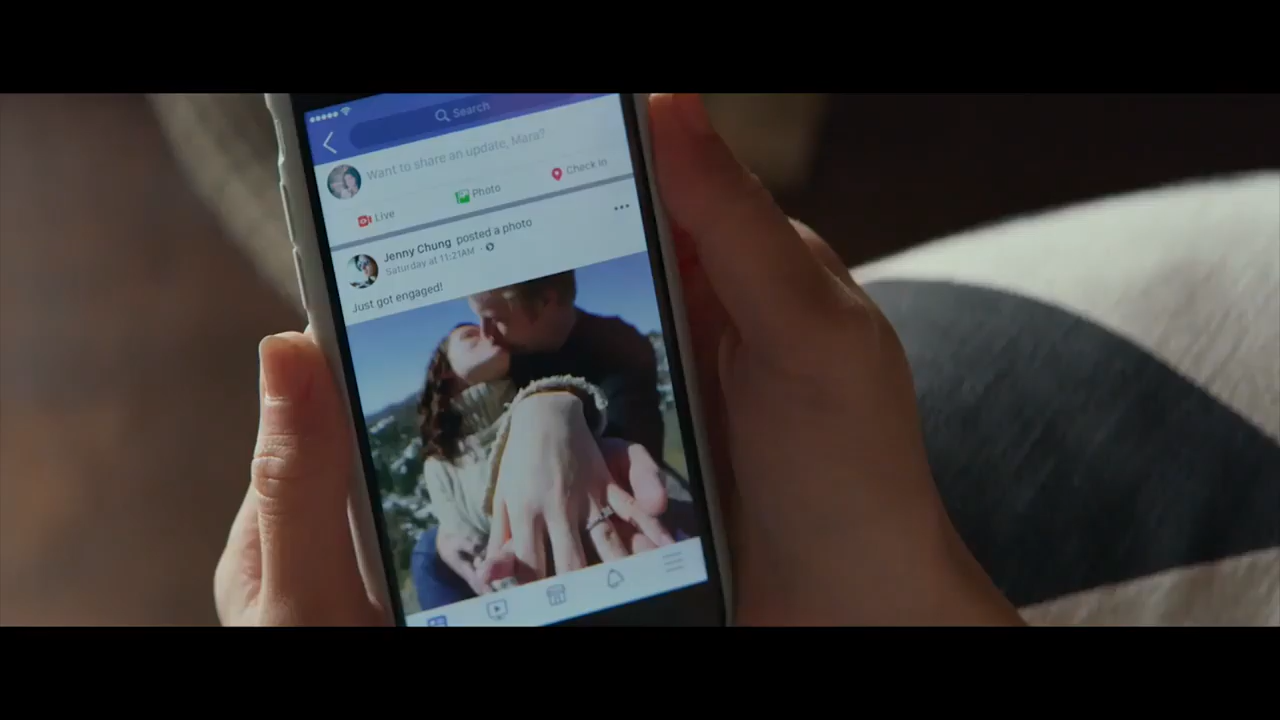 Search
Want to share an update, Mara?
Live
Photo
Check in
Jenny Chung posted a photo
Saturday at 11:21AM
Just got engaged!